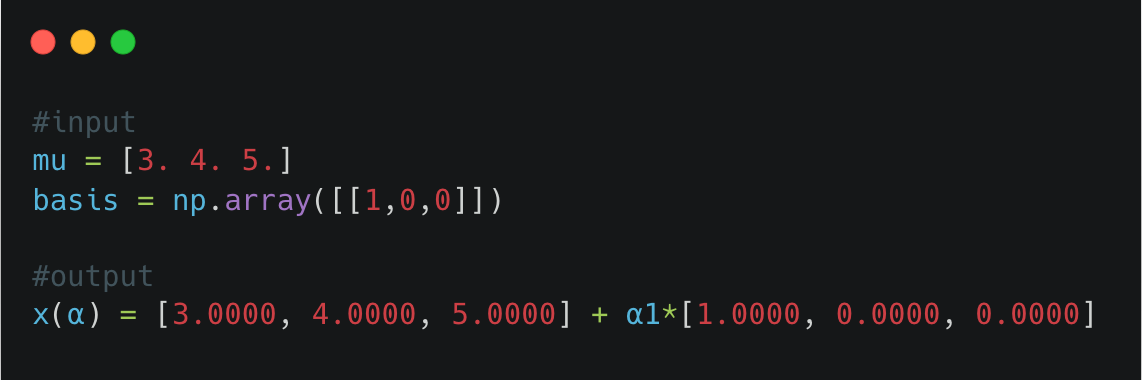 #input
mu = [3. 4. 5.]
basis = np.array([[1,0,0]])
#output
x(α) = [3.0000, 4.0000, 5.0000] + α1*[1.0000, 0.0000, 0.0000]